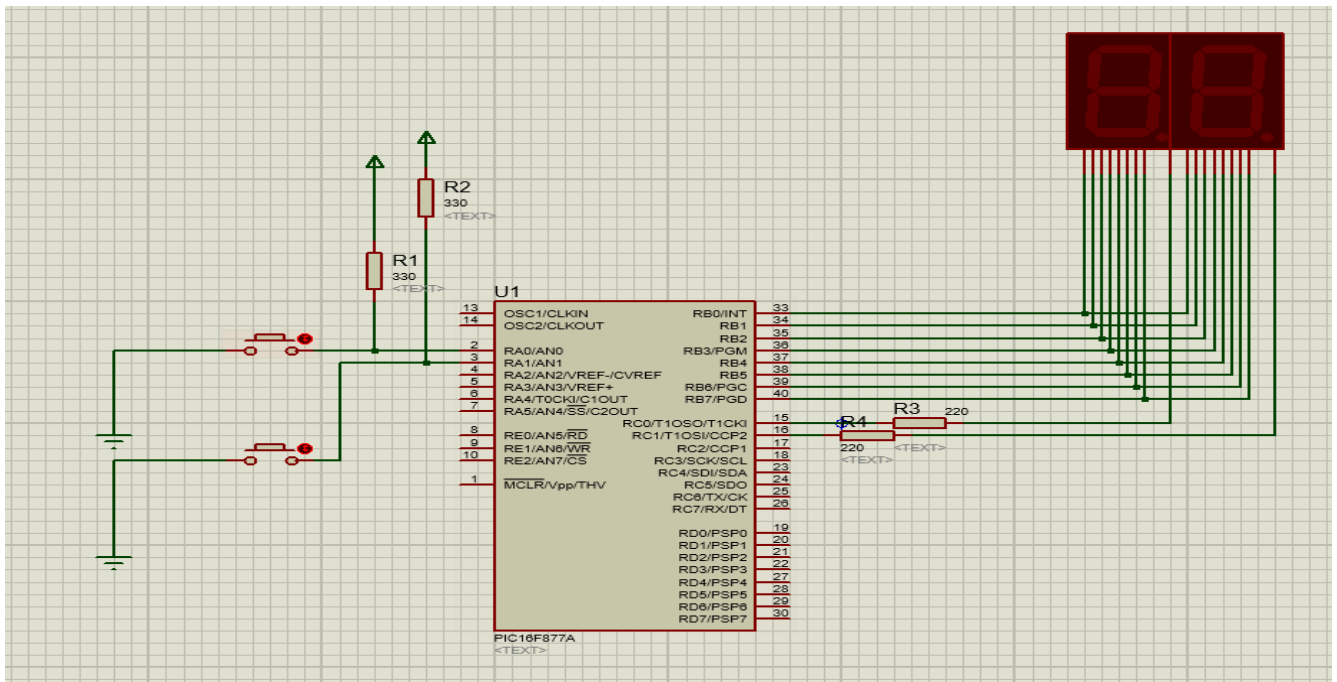 R2
330
<TEXT>
R1
330
<TEXT>
U1
13 OSC1/CLKIN
14 OSC2/CLKOUT
2 RA0/AN0
3 RA1/AN1
4 RA2/AN2/VREF-/CVREF
5 RA3/AN3/VREF+
6 RA4/T0CKI/C1OUT
7 RA5/AN4/SS/C2OUT
8 RE0/AN5/RD
9 RE1/AN6/WR
10 RE2/AN7/CS
1 MCLR/Vpp/THV
RB0/INT 33
RB1 34
RB2 35
RB3/PGM 36
RB4 37
RB5 38
RB6/PGC 39
RB7/PGD 40
RC0/T1OSO/T1CKI 15
RC1/T1OSI/CCP2 16
RC2/CCP1 17
RC3/SCK/SCL 18
RC4/SDI/SDA 23
RC5/SDO 24
RC6/TX/CK 25
RC7/RX/DT 26
RD0/PSP0 19
RD1/PSP1 20
RD2/PSP2 21
RD3/PSP3 22
RD4/PSP4 27
RD5/PSP5 28
RD6/PSP6 29
RD7/PSP7 30
PIC16F877A
<TEXT>
R3 220
<TEXT>
R4
220
<TEXT>